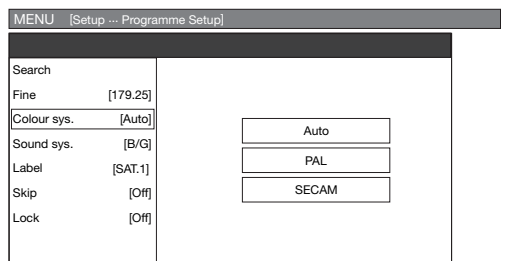 MENU [Setup ··· Programme Setup]
Search
Fine [179.25]
Colour sys. [Auto]
Sound sys. [B/G]
Label [SAT.1]
Skip [Off]
Lock [Off]
Auto
PAL
SECAM